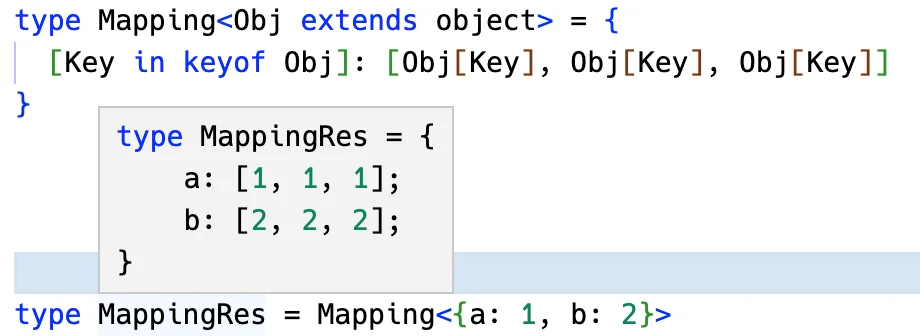 type Mapping<Obj extends object> = {
  [Key in keyof Obj]: [Obj[Key], Obj[Key], Obj[Key]]
}
type MappingRes = {
    a: [1, 1, 1];
    b: [2, 2, 2];
}
type MappingRes = Mapping<{a: 1, b: 2}>